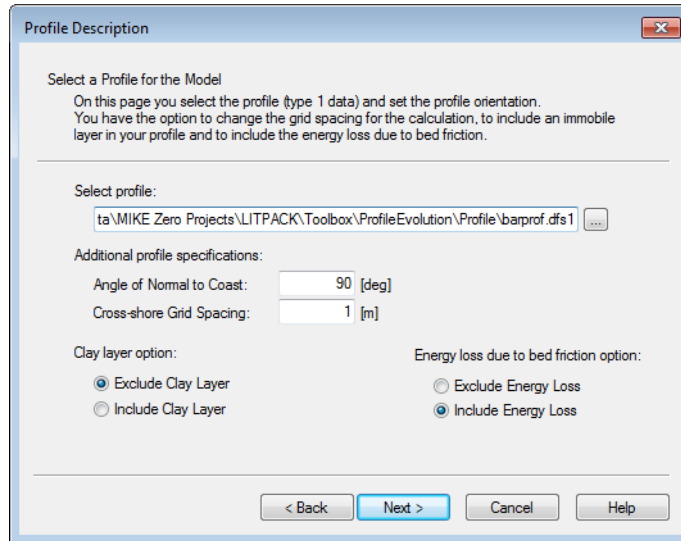 Profile Description
Select a Profile for the Model
On this page you select the profile (type 1 data) and set the profile orientation.
You have the option to change the grid spacing for the calculation, to include an immobile
layer in your profile and to include the energy loss due to bed friction.
Select profile:
ta\MIKE Zero Projects\LITPACK\Toolbox\ProfileEvolution\Profile\barprof.dfs1 ...
Additional profile specifications:
Angle of Normal to Coast: 90 [deg]
Cross-shore Grid Spacing: 1 [m]
Clay layer option: Energy loss due to bed friction option:
Exclude Clay Layer Exclude Energy Loss
Include Clay Layer Include Energy Loss
< Back Next > Cancel Help